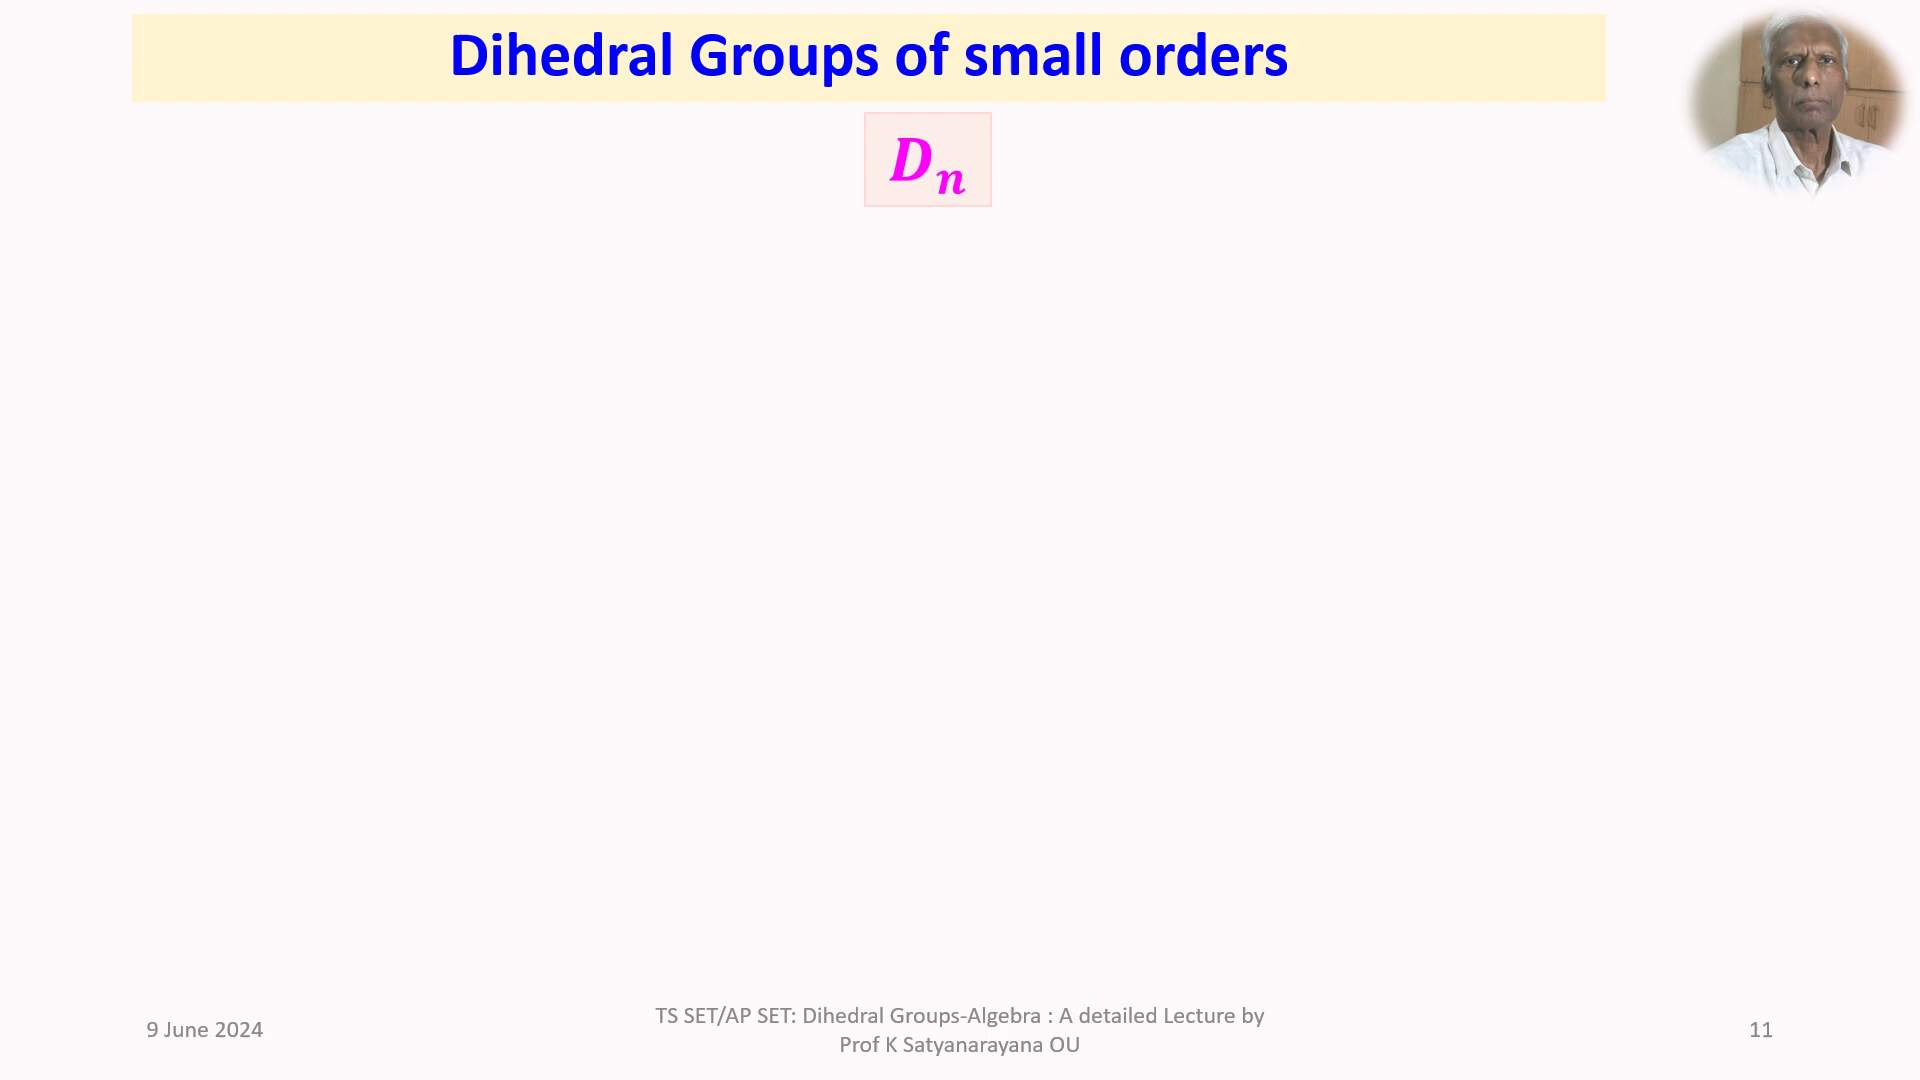 Dihedral Groups of small orders
Dₙ
9 June 2024
TS SET/AP SET: Dihedral Groups-Algebra : A detailed Lecture by
Prof K Satyanarayana OU
11